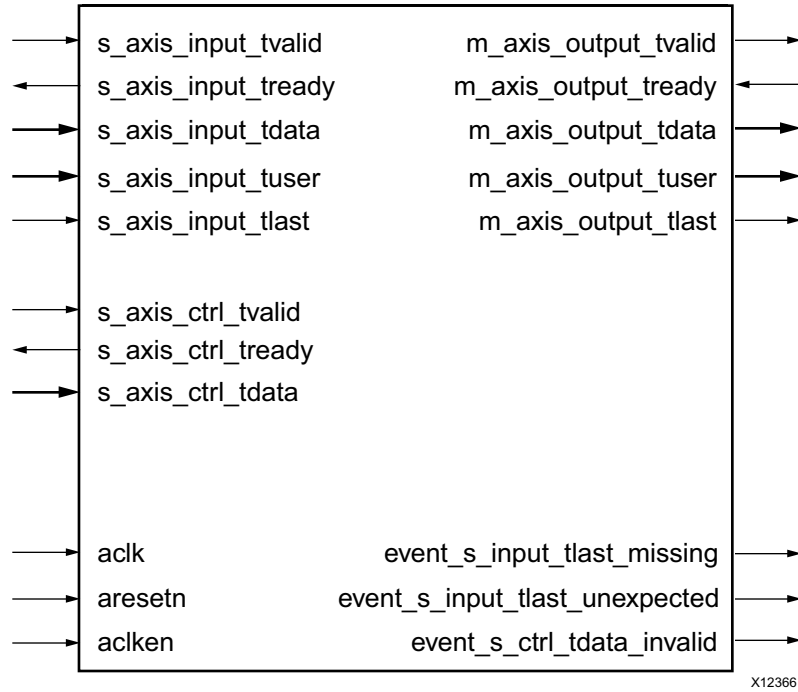 s_axis_input_tvalid m_axis_output_tvalid
s_axis_input_tready m_axis_output_tready
s_axis_input_tdata m_axis_output_tdata
s_axis_input_tuser m_axis_output_tuser
s_axis_input_tlast m_axis_output_tlast
s_axis_ctrl_tvalid
s_axis_ctrl_tready
s_axis_ctrl_tdata
aclk event_s_input_tlast_missing
aresetn event_s_input_tlast_unexpected
aclken event_s_ctrl_tdata_invalid
X12366